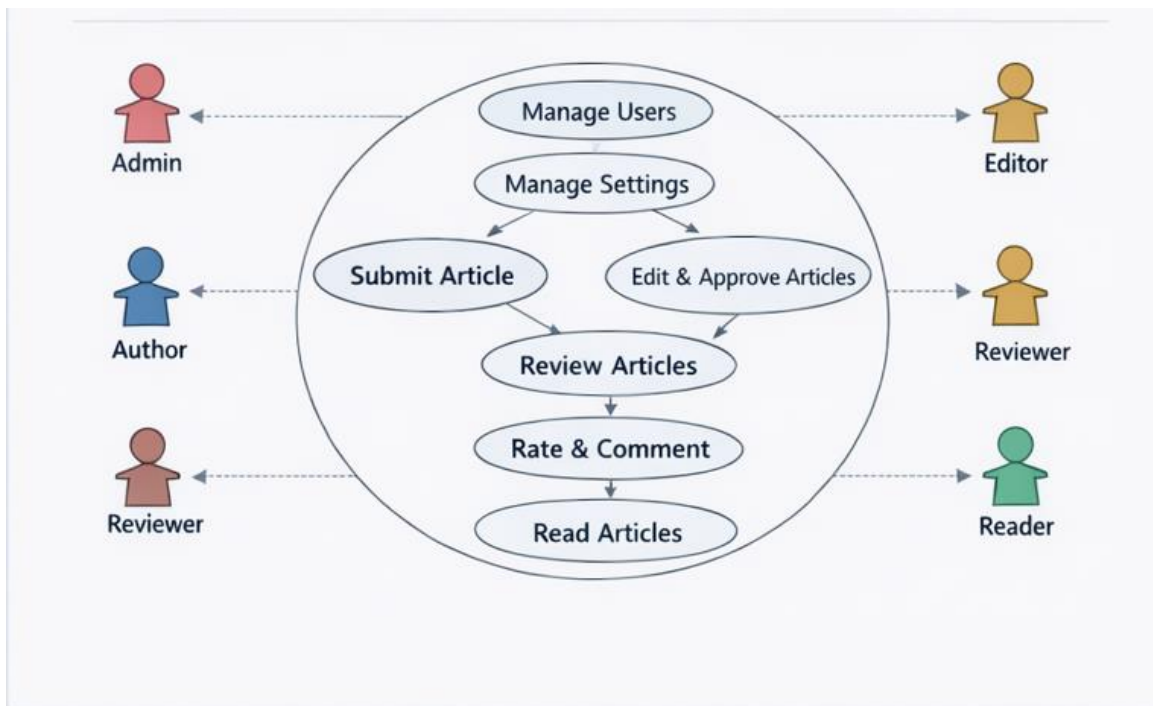 Manage Users
Admin
Editor
Manage Settings
Submit Article
Edit & Approve Articles
Author
Reviewer
Review Articles
Rate & Comment
Reviewer
Reader
Read Articles